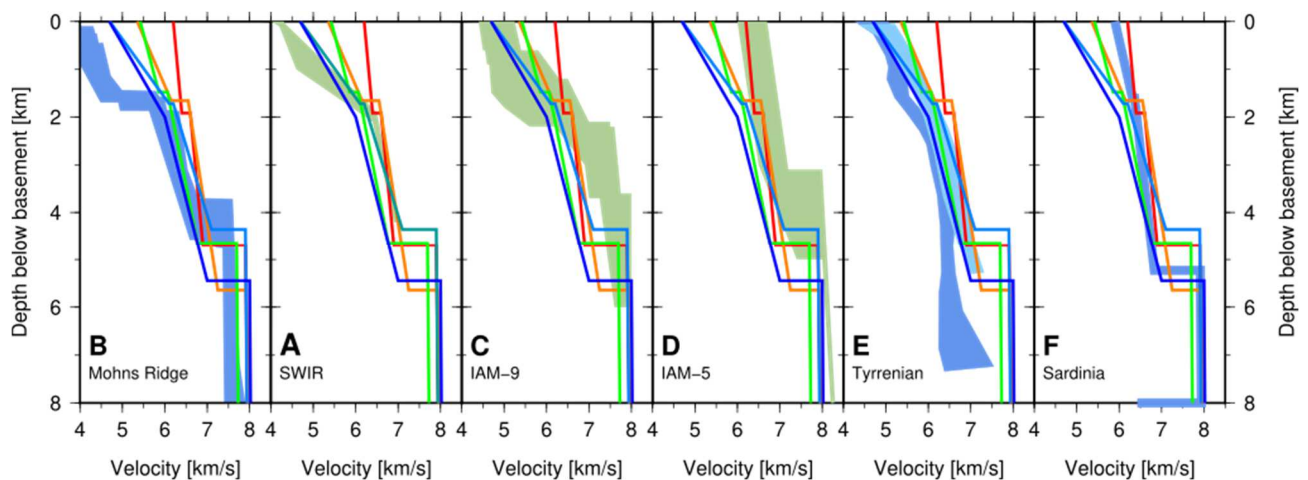 0 0
Depth below basement [km]
2 2
4 4
6 6
8 8
B A C D E F
Mohns Ridge SWIR IAM−9 IAM−5 Tyrrenian Sardinia
4 5 6 7 8 4 5 6 7 8 4 5 6 7 8 4 5 6 7 8 4 5 6 7 8 4 5 6 7 8
Velocity [km/s] Velocity [km/s] Velocity [km/s] Velocity [km/s] Velocity [km/s] Velocity [km/s]
Depth below basement [km]